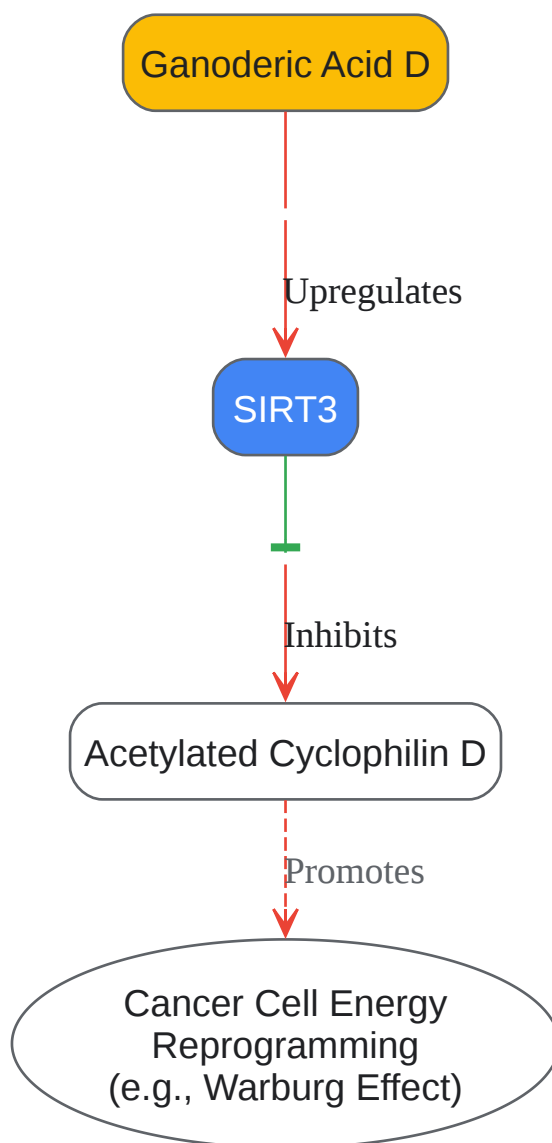 Ganoderic Acid D
Upregulates
SIRT3
Inhibits
Acetylated Cyclophilin D
Promotes
Cancer Cell Energy
Reprogramming
(e.g., Warburg Effect)